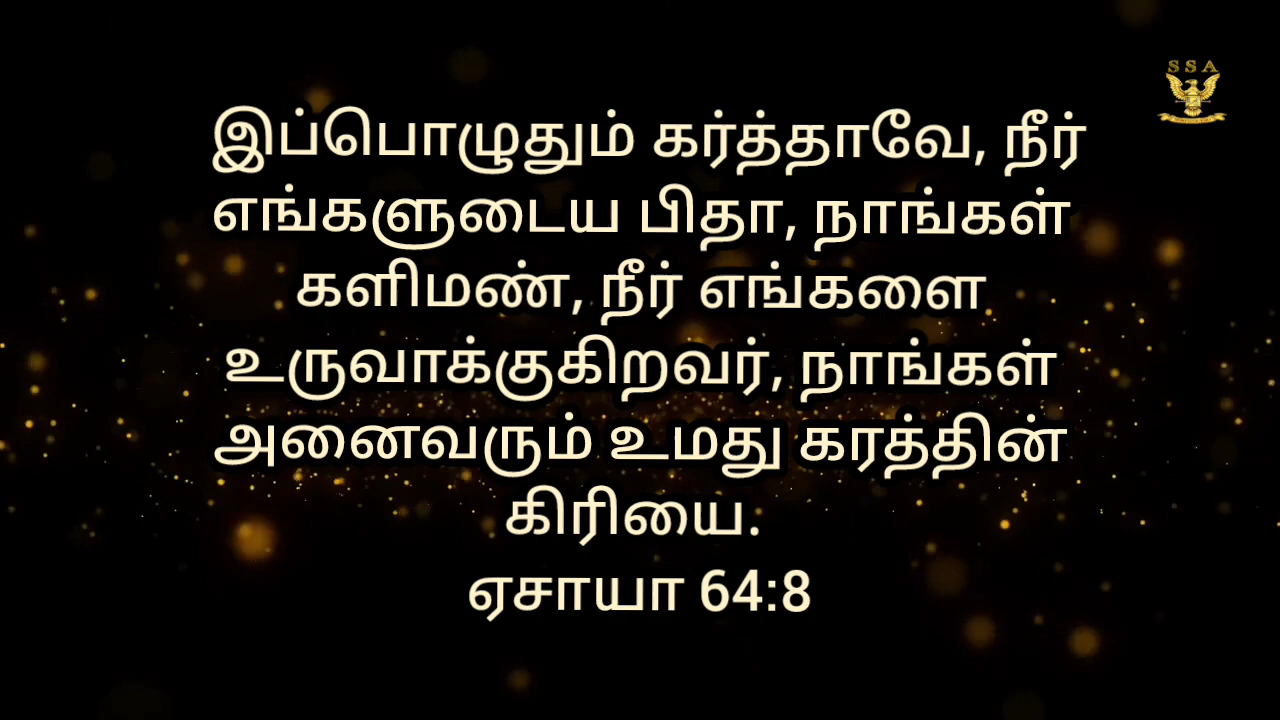 SSA
இப்பொழுதும் கர்த்தாவே, நீர்
எங்களுடைய பிதா, நாங்கள்
களிமண், நீர் எங்களை
உருவாக்குகிறவர், நாங்கள்
அனைவரும் உமது கரத்தின்
கிரியை.
ஏசாயா 64:8